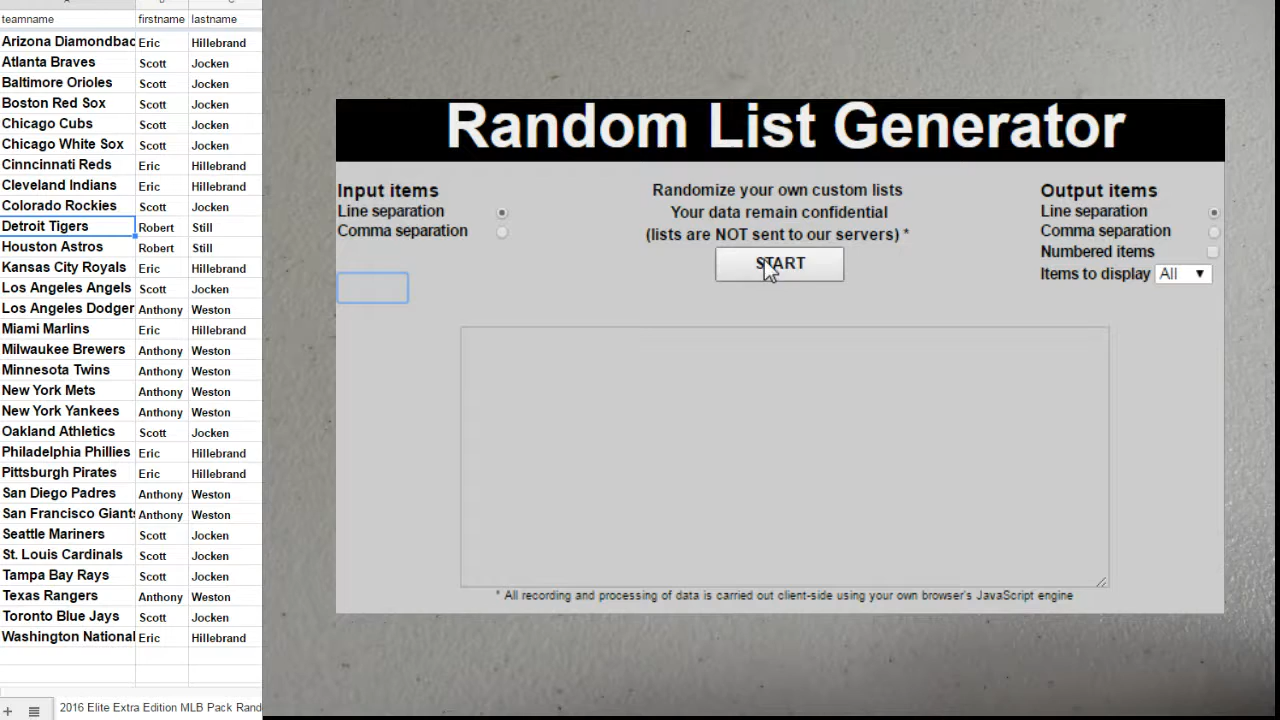 teamname firstname lastname
Arizona Diamondbac Eric Hillebrand
Atlanta Braves Scott Jocken
Baltimore Orioles Scott Jocken
Boston Red Sox Scott Jocken
Chicago Cubs Scott Jocken
Chicago White Sox Scott Jocken
Cinncinnati Reds Eric Hillebrand
Cleveland Indians Eric Hillebrand
Colorado Rockies Scott Jocken
Detroit Tigers Robert Still
Houston Astros Robert Still
Kansas City Royals Eric Hillebrand
Los Angeles Angels Scott Jocken
Los Angeles Dodger Anthony Weston
Miami Marlins Eric Hillebrand
Milwaukee Brewers Anthony Weston
Minnesota Twins Anthony Weston
New York Mets Anthony Weston
New York Yankees Anthony Weston
Oakland Athletics Scott Jocken
Philadelphia Phillies Eric Hillebrand
Pittsburgh Pirates Eric Hillebrand
San Diego Padres Anthony Weston
San Francisco Giants Anthony Weston
Seattle Mariners Scott Jocken
St. Louis Cardinals Scott Jocken
Tampa Bay Rays Scott Jocken
Texas Rangers Anthony Weston
Toronto Blue Jays Scott Jocken
Washington National Eric Hillebrand
2016 Elite Extra Edition MLB Pack Rand
Random List Generator
Input items
Line separation
Comma separation
Randomize your own custom lists
Your data remain confidential
(lists are NOT sent to our servers) *
START
Output items
Line separation
Comma separation
Numbered items
Items to display All
* All recording and processing of data is carried out client-side using your own browser's JavaScript engine